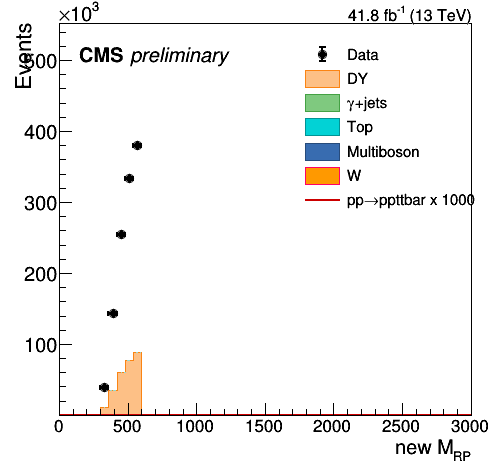 ×10³
41.8 fb⁻¹ (13 TeV)
Events
CMS preliminary
Data
DY
γ+jets
Top
Multiboson
W
pp→ppttbar x 1000
500
400
300
200
100
0 500 1000 1500 2000 2500 3000
new M_RP